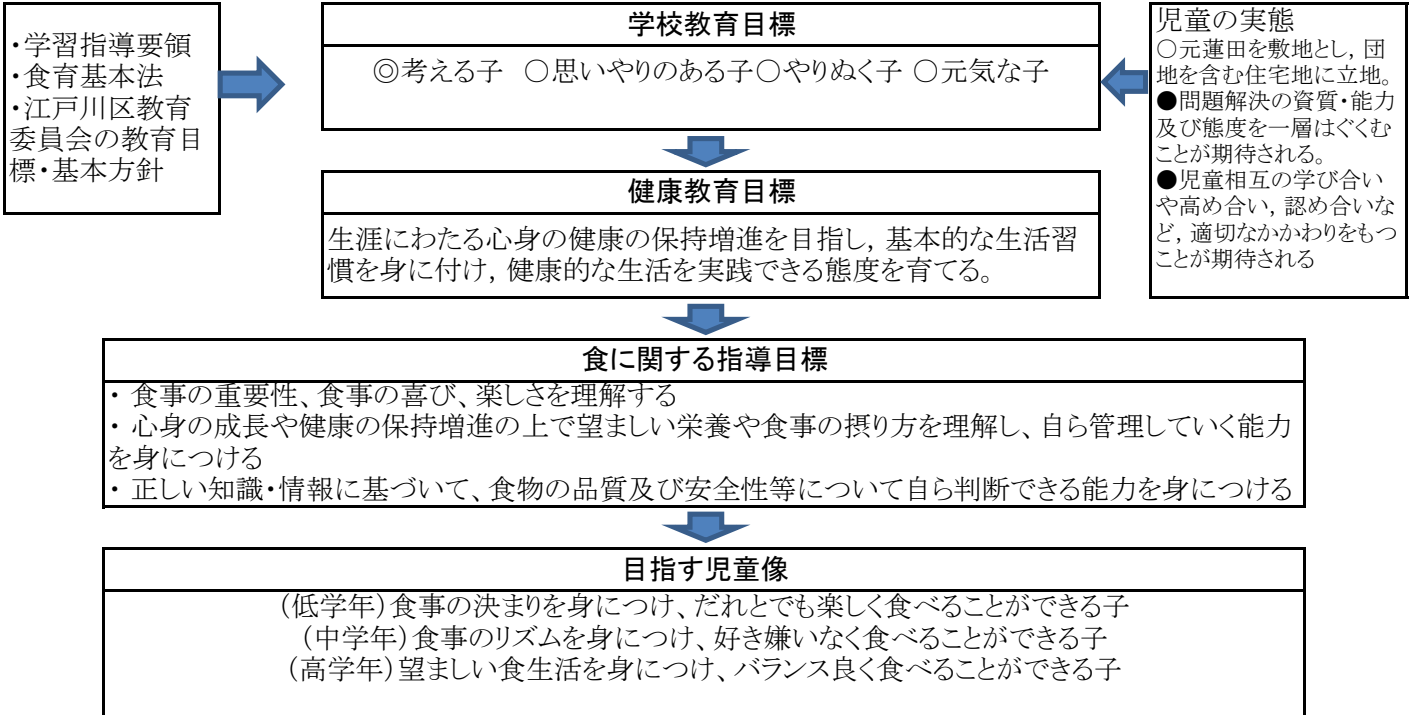 ・学習指導要領
・食育基本法
・江戸川区教育
委員会の教育目
標・基本方針
学校教育目標
◎考える子　○思いやりのある子○やりぬく子 ○元気な子
児童の実態
○元蓮田を敷地とし，団
地を含む住宅地に立地。
●問題解決の資質・能力
及び態度を一層はぐくむ
ことが期待される。
●児童相互の学び合い
や高め合い，認め合いな
ど，適切なかかわりをもつ
ことが期待される
健康教育目標
生涯にわたる心身の健康の保持増進を目指し，基本的な生活習
慣を身に付け，健康的な生活を実践できる態度を育てる。
食に関する指導目標
・ 食事の重要性、食事の喜び、楽しさを理解する
・ 心身の成長や健康の保持増進の上で望ましい栄養や食事の摂り方を理解し、自ら管理していく能力
を身につける
・ 正しい知識・情報に基づいて、食物の品質及び安全性等について自ら判断できる能力を身につける
目指す児童像
（低学年）食事の決まりを身につけ、だれとでも楽しく食べることができる子
（中学年）食事のリズムを身につけ、好き嫌いなく食べることができる子
（高学年）望ましい食生活を身につけ、バランス良く食べることができる子